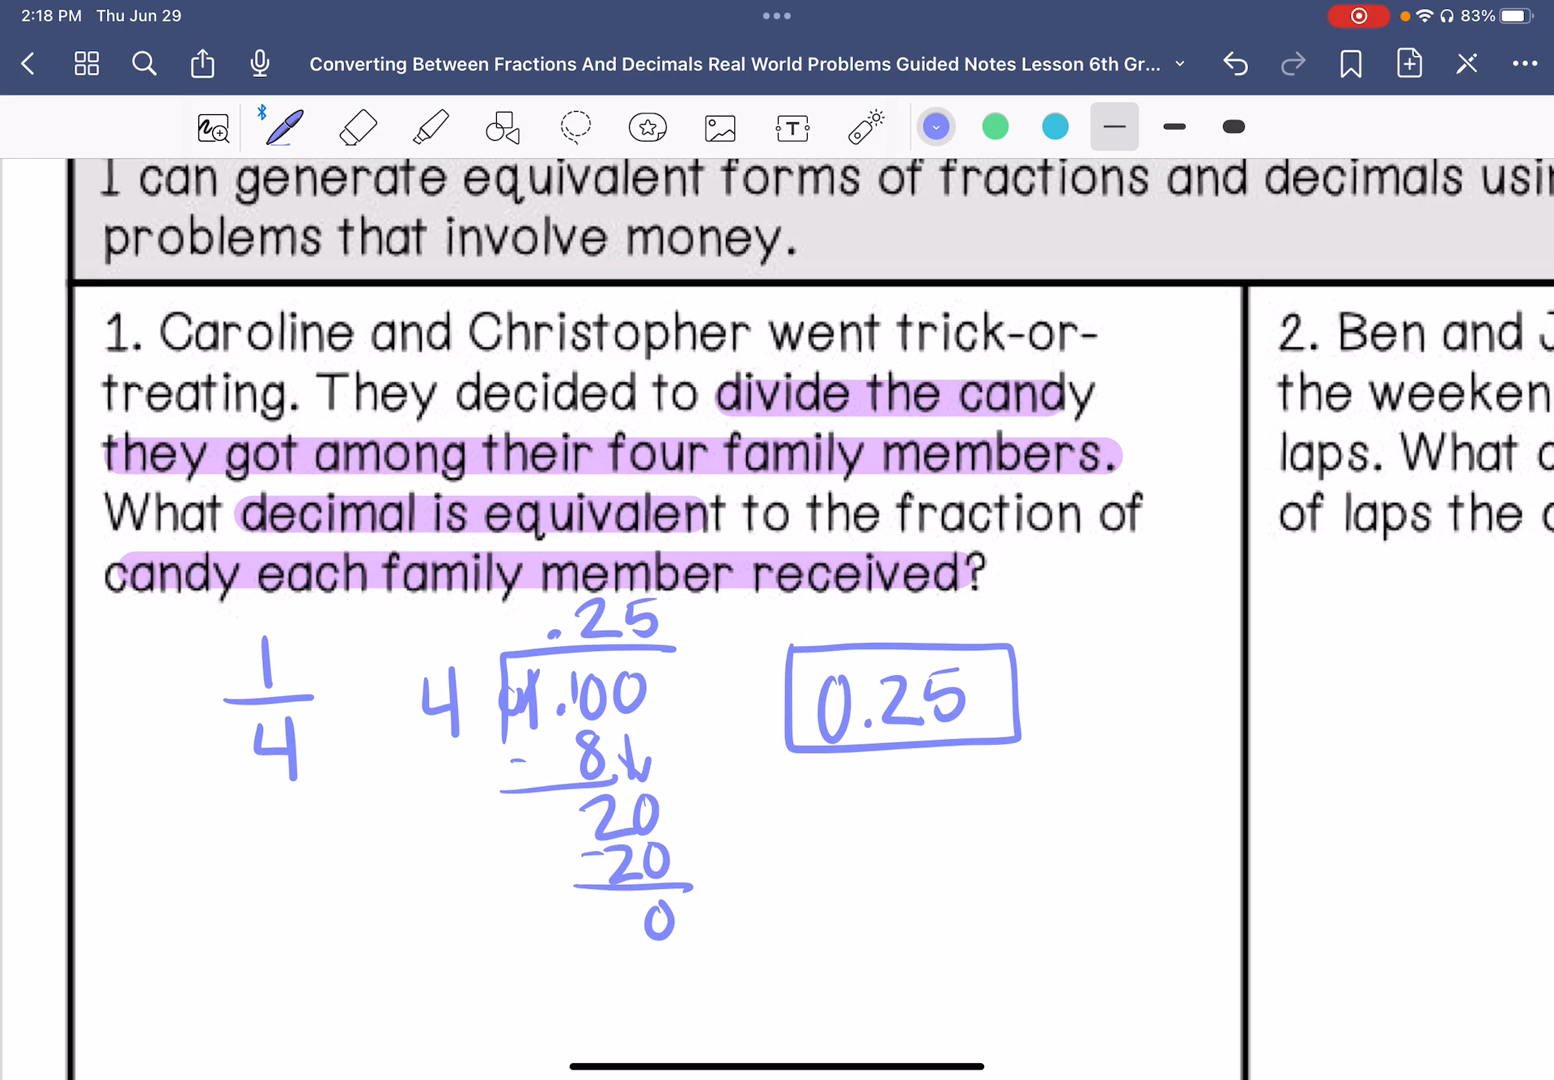 2:18 PM Thu Jun 29
83%
Converting Between Fractions And Decimals Real World Problems Guided Notes Lesson 6th Gr...
T
I can generate equivalent forms of fractions and decimals
problems that involve money.
1. Caroline and Christopher went trick-or-
treating. They decided to divide the candy
they got among their four family members.
What decimal is equivalent to the fraction of
candy each family member received?
2. Ben and
the
laps. What
of laps the
.25
1
4
4 1.00
0.25
- 8
20
-20
0